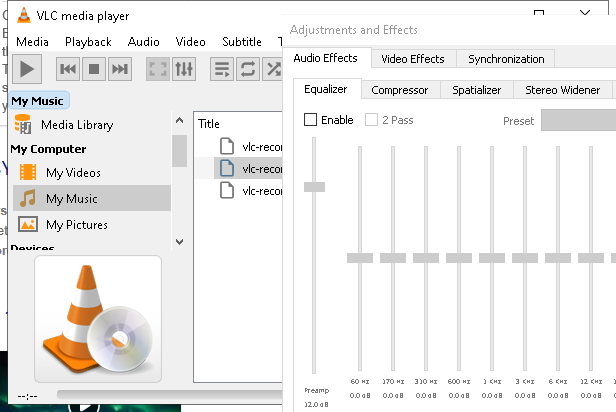 VLC media player
Adjustments and Effects
Media Playback Audio Video Subtitle T
Audio Effects Video Effects Synchronization
Equalizer Compressor Spatializer Stereo Widener
My Music
Media Library
My Computer
My Videos
My Music
My Pictures
Devices
Title
vlc-recor
vlc-recor
vlc-recor
Enable 2 Pass Preset
60 Hz 170 Hz 310 Hz 600 Hz 1 KHz 3 KHz 6 KHz 12 KHz
Preamp 0.0 dB 0.0 dB 0.0 dB 0.0 dB 0.0 dB 0.0 dB 0.0 dB 0.0 dB
12.0 dB
--:--